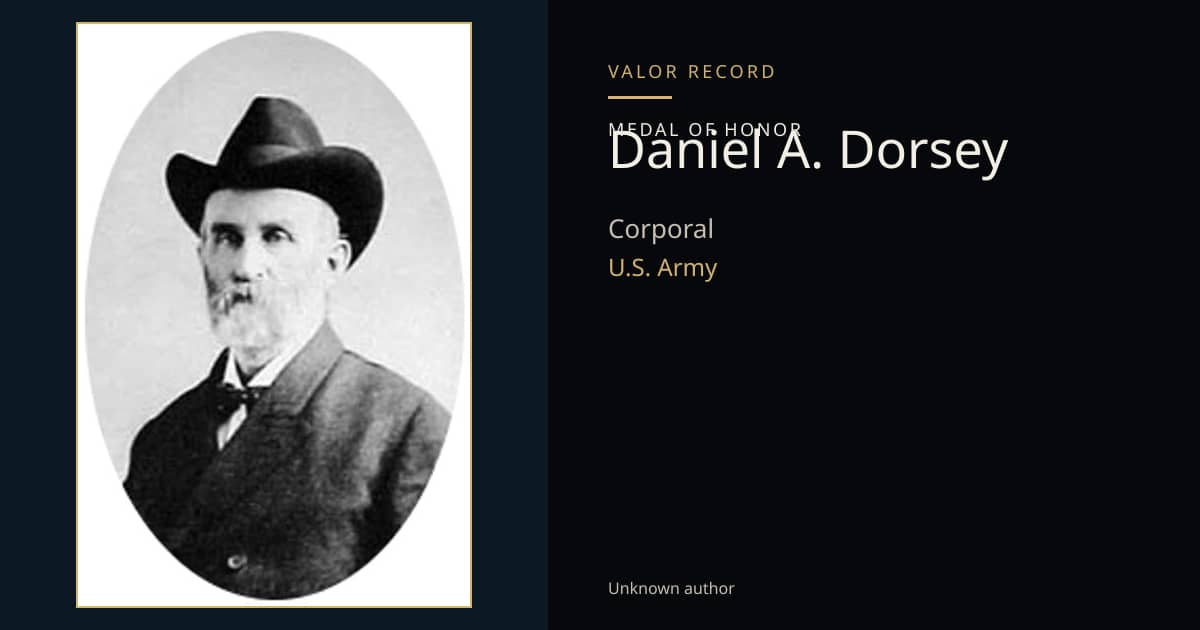 VALOR RECORD
MEDAL OF HONOR
Daniel A. Dorsey
Corporal
U.S. Army
Unknown author